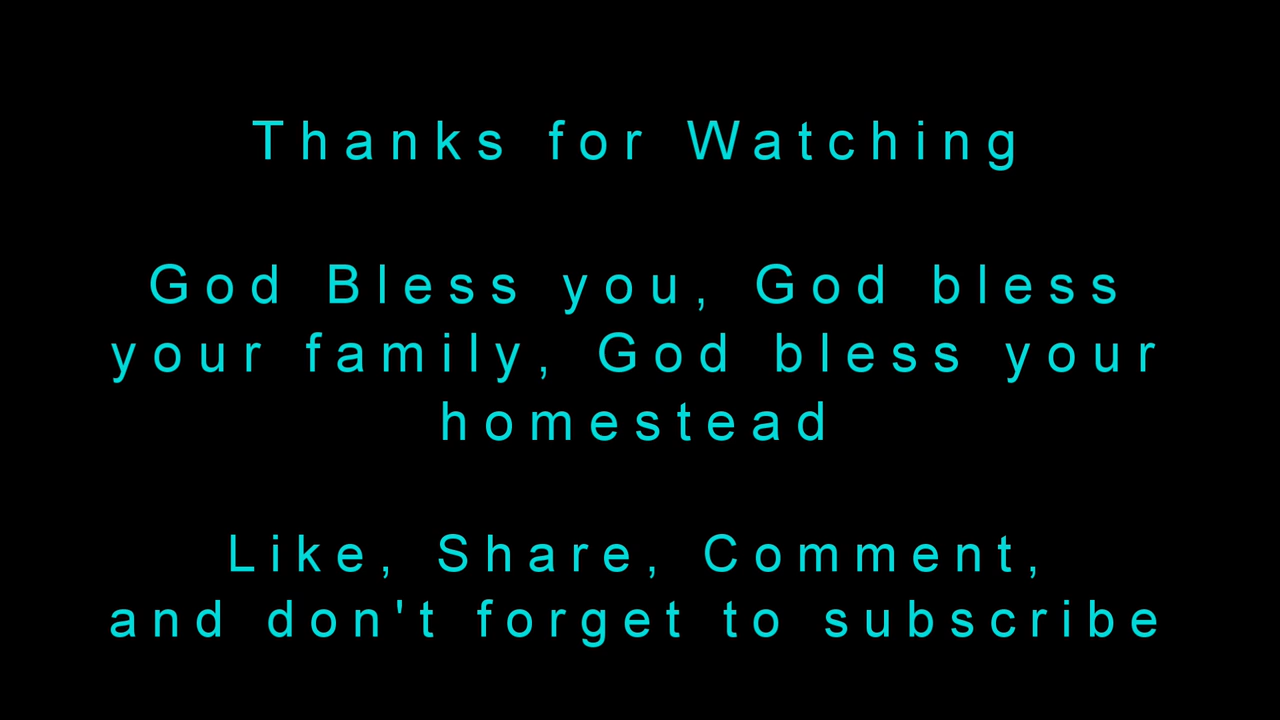 Thanks for Watching
God Bless you, God bless
your family, God bless your
homestead
Like, Share, Comment,
and don't forget to subscribe